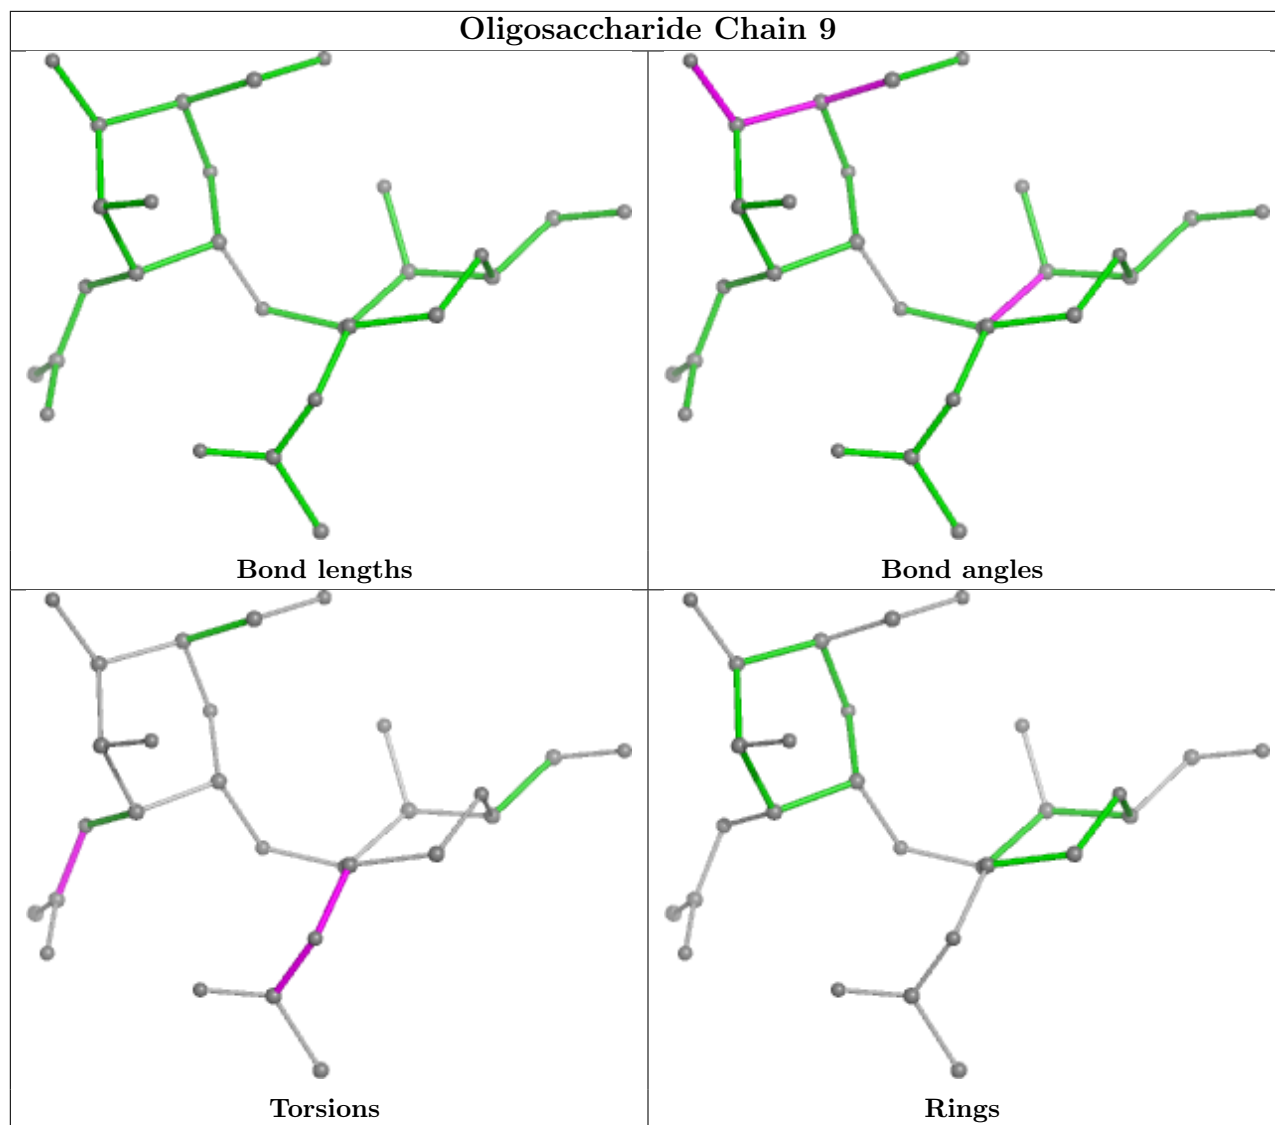 Oligosaccharide Chain 9
Bond lengths
Bond angles
Torsions
Rings